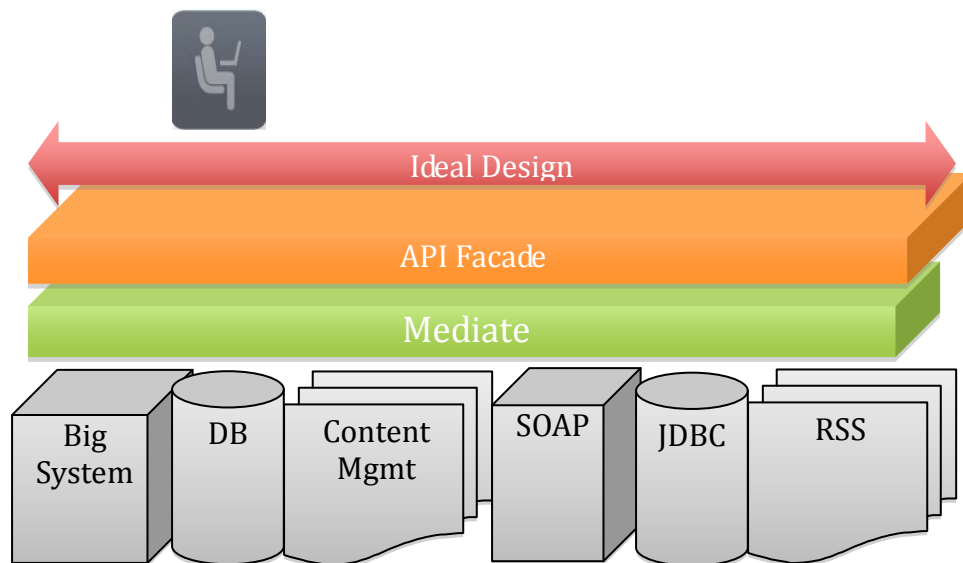 Ideal Design
API Facade
Mediate
Big
System
DB
Content
Mgmt
SOAP
JDBC
RSS